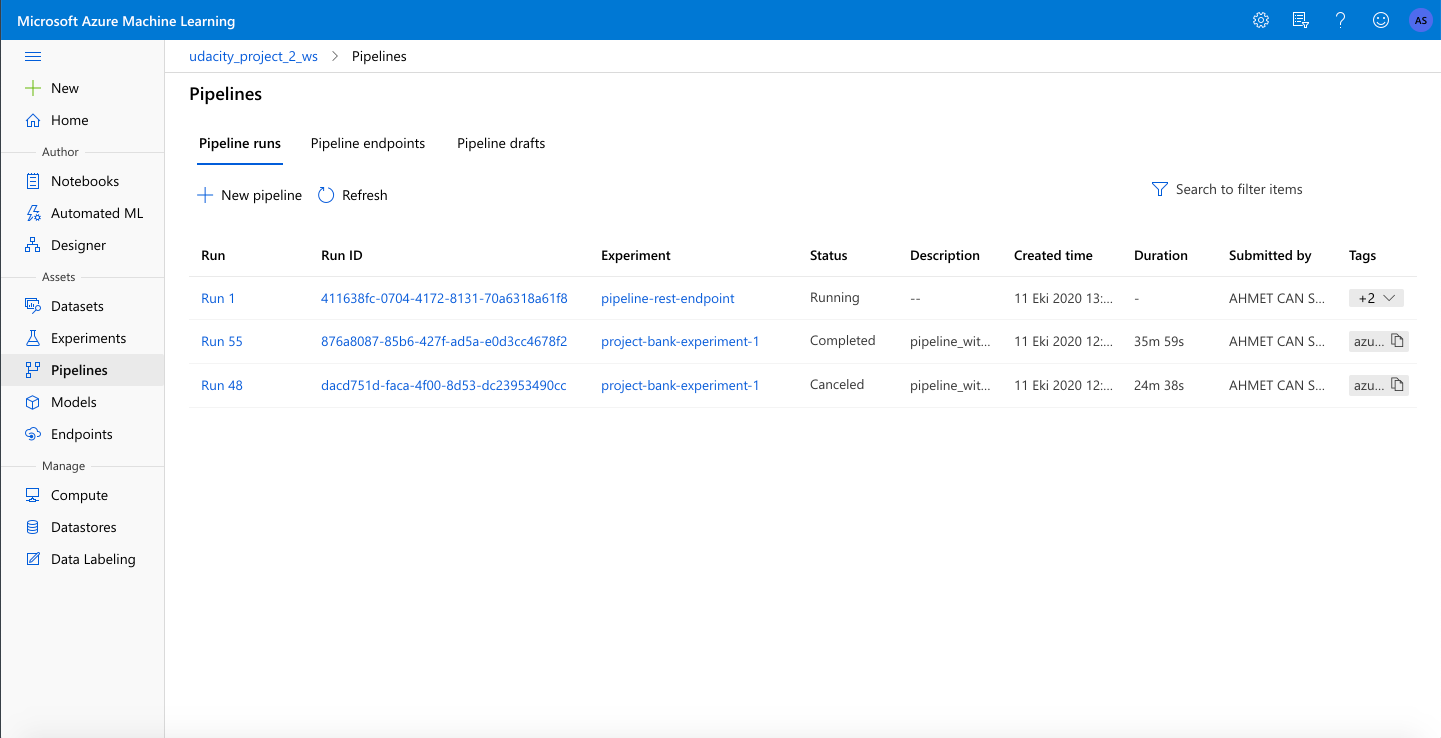 Microsoft Azure Machine Learning
AS
udacity_project_2_ws > Pipelines
New
Home
Author
Notebooks
Automated ML
Designer
Assets
Datasets
Experiments
Pipelines
Models
Endpoints
Manage
Compute
Datastores
Data Labeling
Pipelines
Pipeline runs Pipeline endpoints Pipeline drafts
New pipeline Refresh Search to filter items
Run Run ID Experiment Status Description Created time Duration Submitted by Tags
Run 1 411638fc-0704-4172-8131-70a6318a61f8 pipeline-rest-endpoint Running -- 11 Eki 2020 13:... - AHMET CAN S... +2
Run 55 876a8087-85b6-427f-ad5a-e0d3cc4678f2 project-bank-experiment-1 Completed pipeline_wit... 11 Eki 2020 12:... 35m 59s AHMET CAN S... azu...
Run 48 dacd751d-faca-4f00-8d53-dc23953490cc project-bank-experiment-1 Canceled pipeline_wit... 11 Eki 2020 12:... 24m 38s AHMET CAN S... azu...